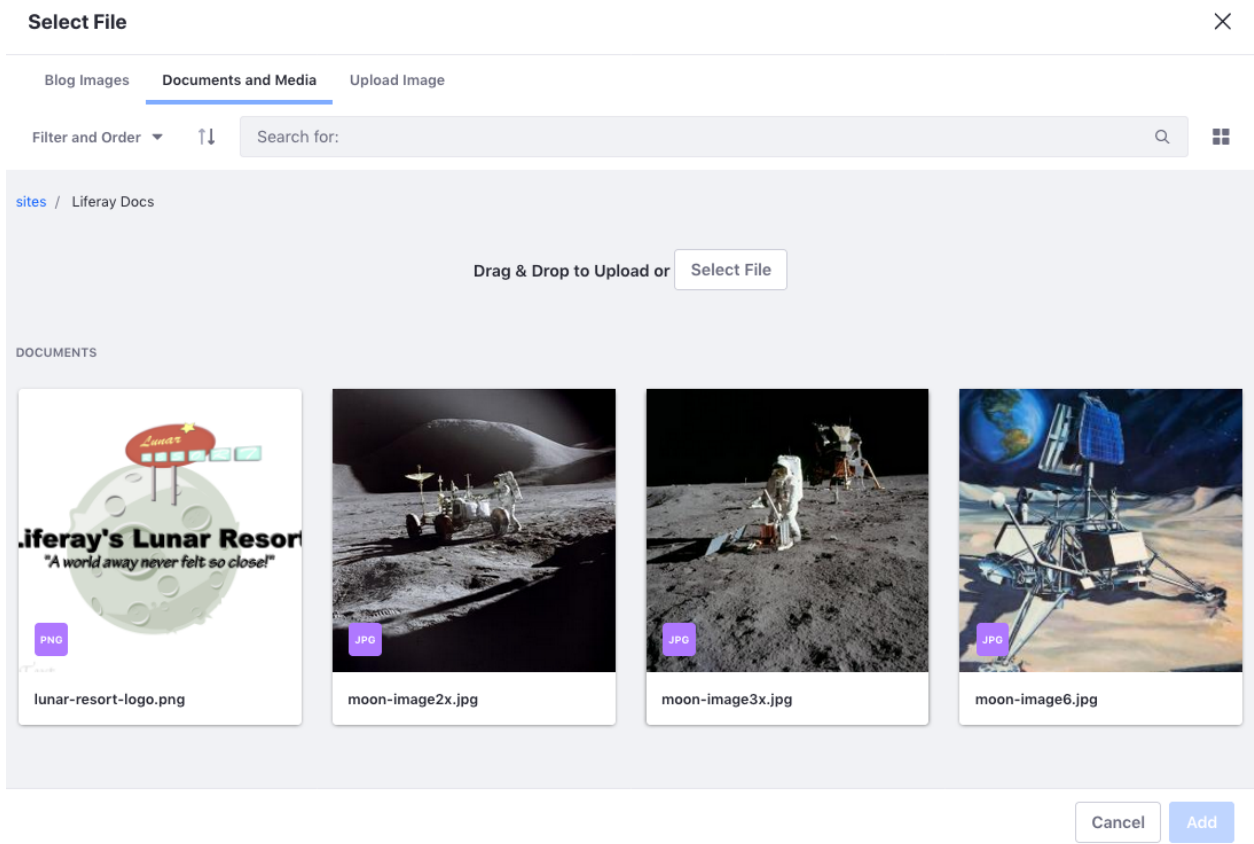 Select File
Blog Images Documents and Media Upload Image
Filter and Order Search for:
sites / Liferay Docs
Drag & Drop to Upload or Select File
DOCUMENTS
Lunar
Liferay's Lunar Resort
"A world away never felt so close!"
PNG JPG JPG JPG
lunar-resort-logo.png moon-image2x.jpg moon-image3x.jpg moon-image6.jpg
Cancel Add